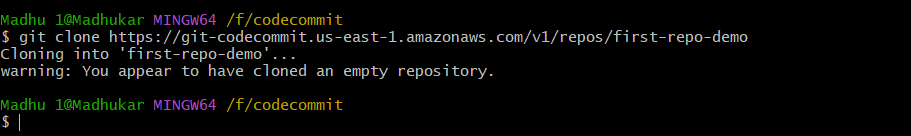 Madhu 1@Madhukar MINGW64 /f/codecommit
$ git clone https://git-codecommit.us-east-1.amazonaws.com/v1/repos/first-repo-demo
Cloning into 'first-repo-demo'...
warning: You appear to have cloned an empty repository.
Madhu 1@Madhukar MINGW64 /f/codecommit
$